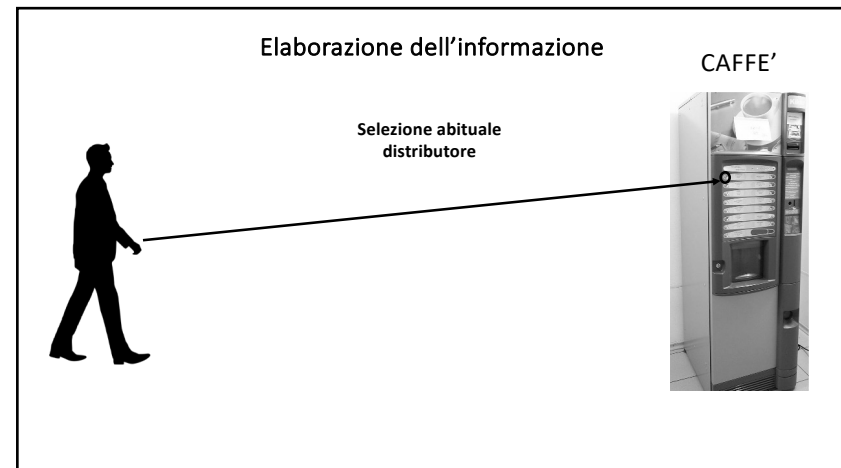 Elaborazione dell'informazione
CAFFE'
Selezione abituale
distributore